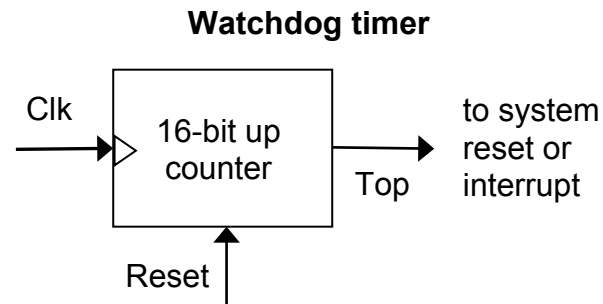 Watchdog timer
Clk
16-bit up
counter
Top
to system
reset or
interrupt
Reset